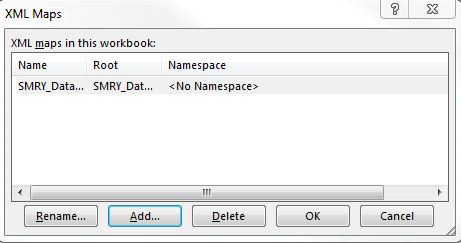 XML Maps
XML maps in this workbook:
Name Root Namespace
SMRY_Data... SMRY_Dat... <No Namespace>
Rename... Add... Delete OK Cancel